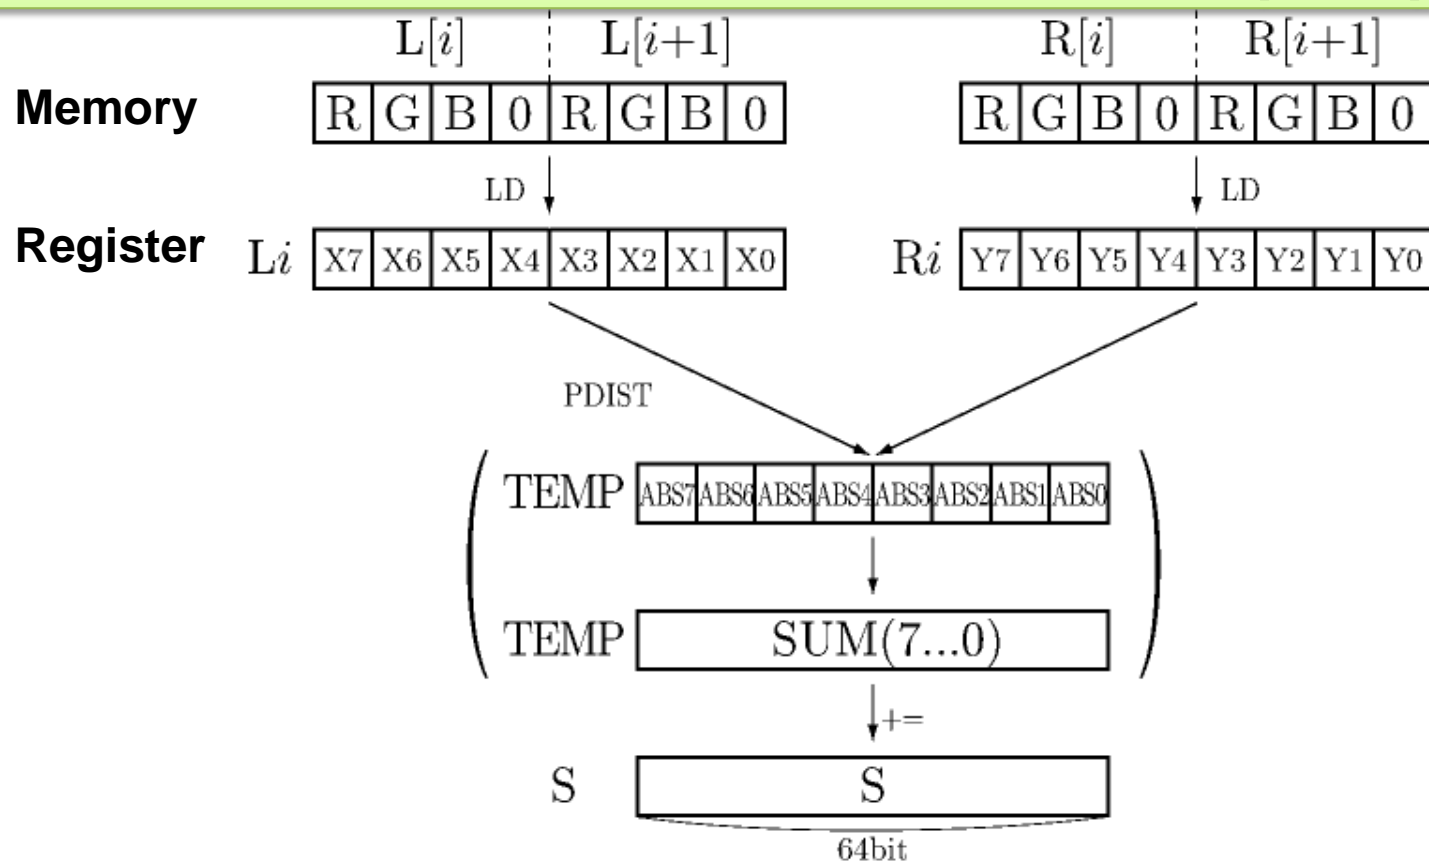 L[i] L[i+1] R[i] R[i+1]
Memory R G B 0 R G B 0 R G B 0 R G B 0
LD LD
Register Li X7 X6 X5 X4 X3 X2 X1 X0 Ri Y7 Y6 Y5 Y4 Y3 Y2 Y1 Y0
PDIST
TEMP ABS7 ABS6 ABS5 ABS4 ABS3 ABS2 ABS1 ABS0
TEMP SUM(7...0)
+=
S S
64bit